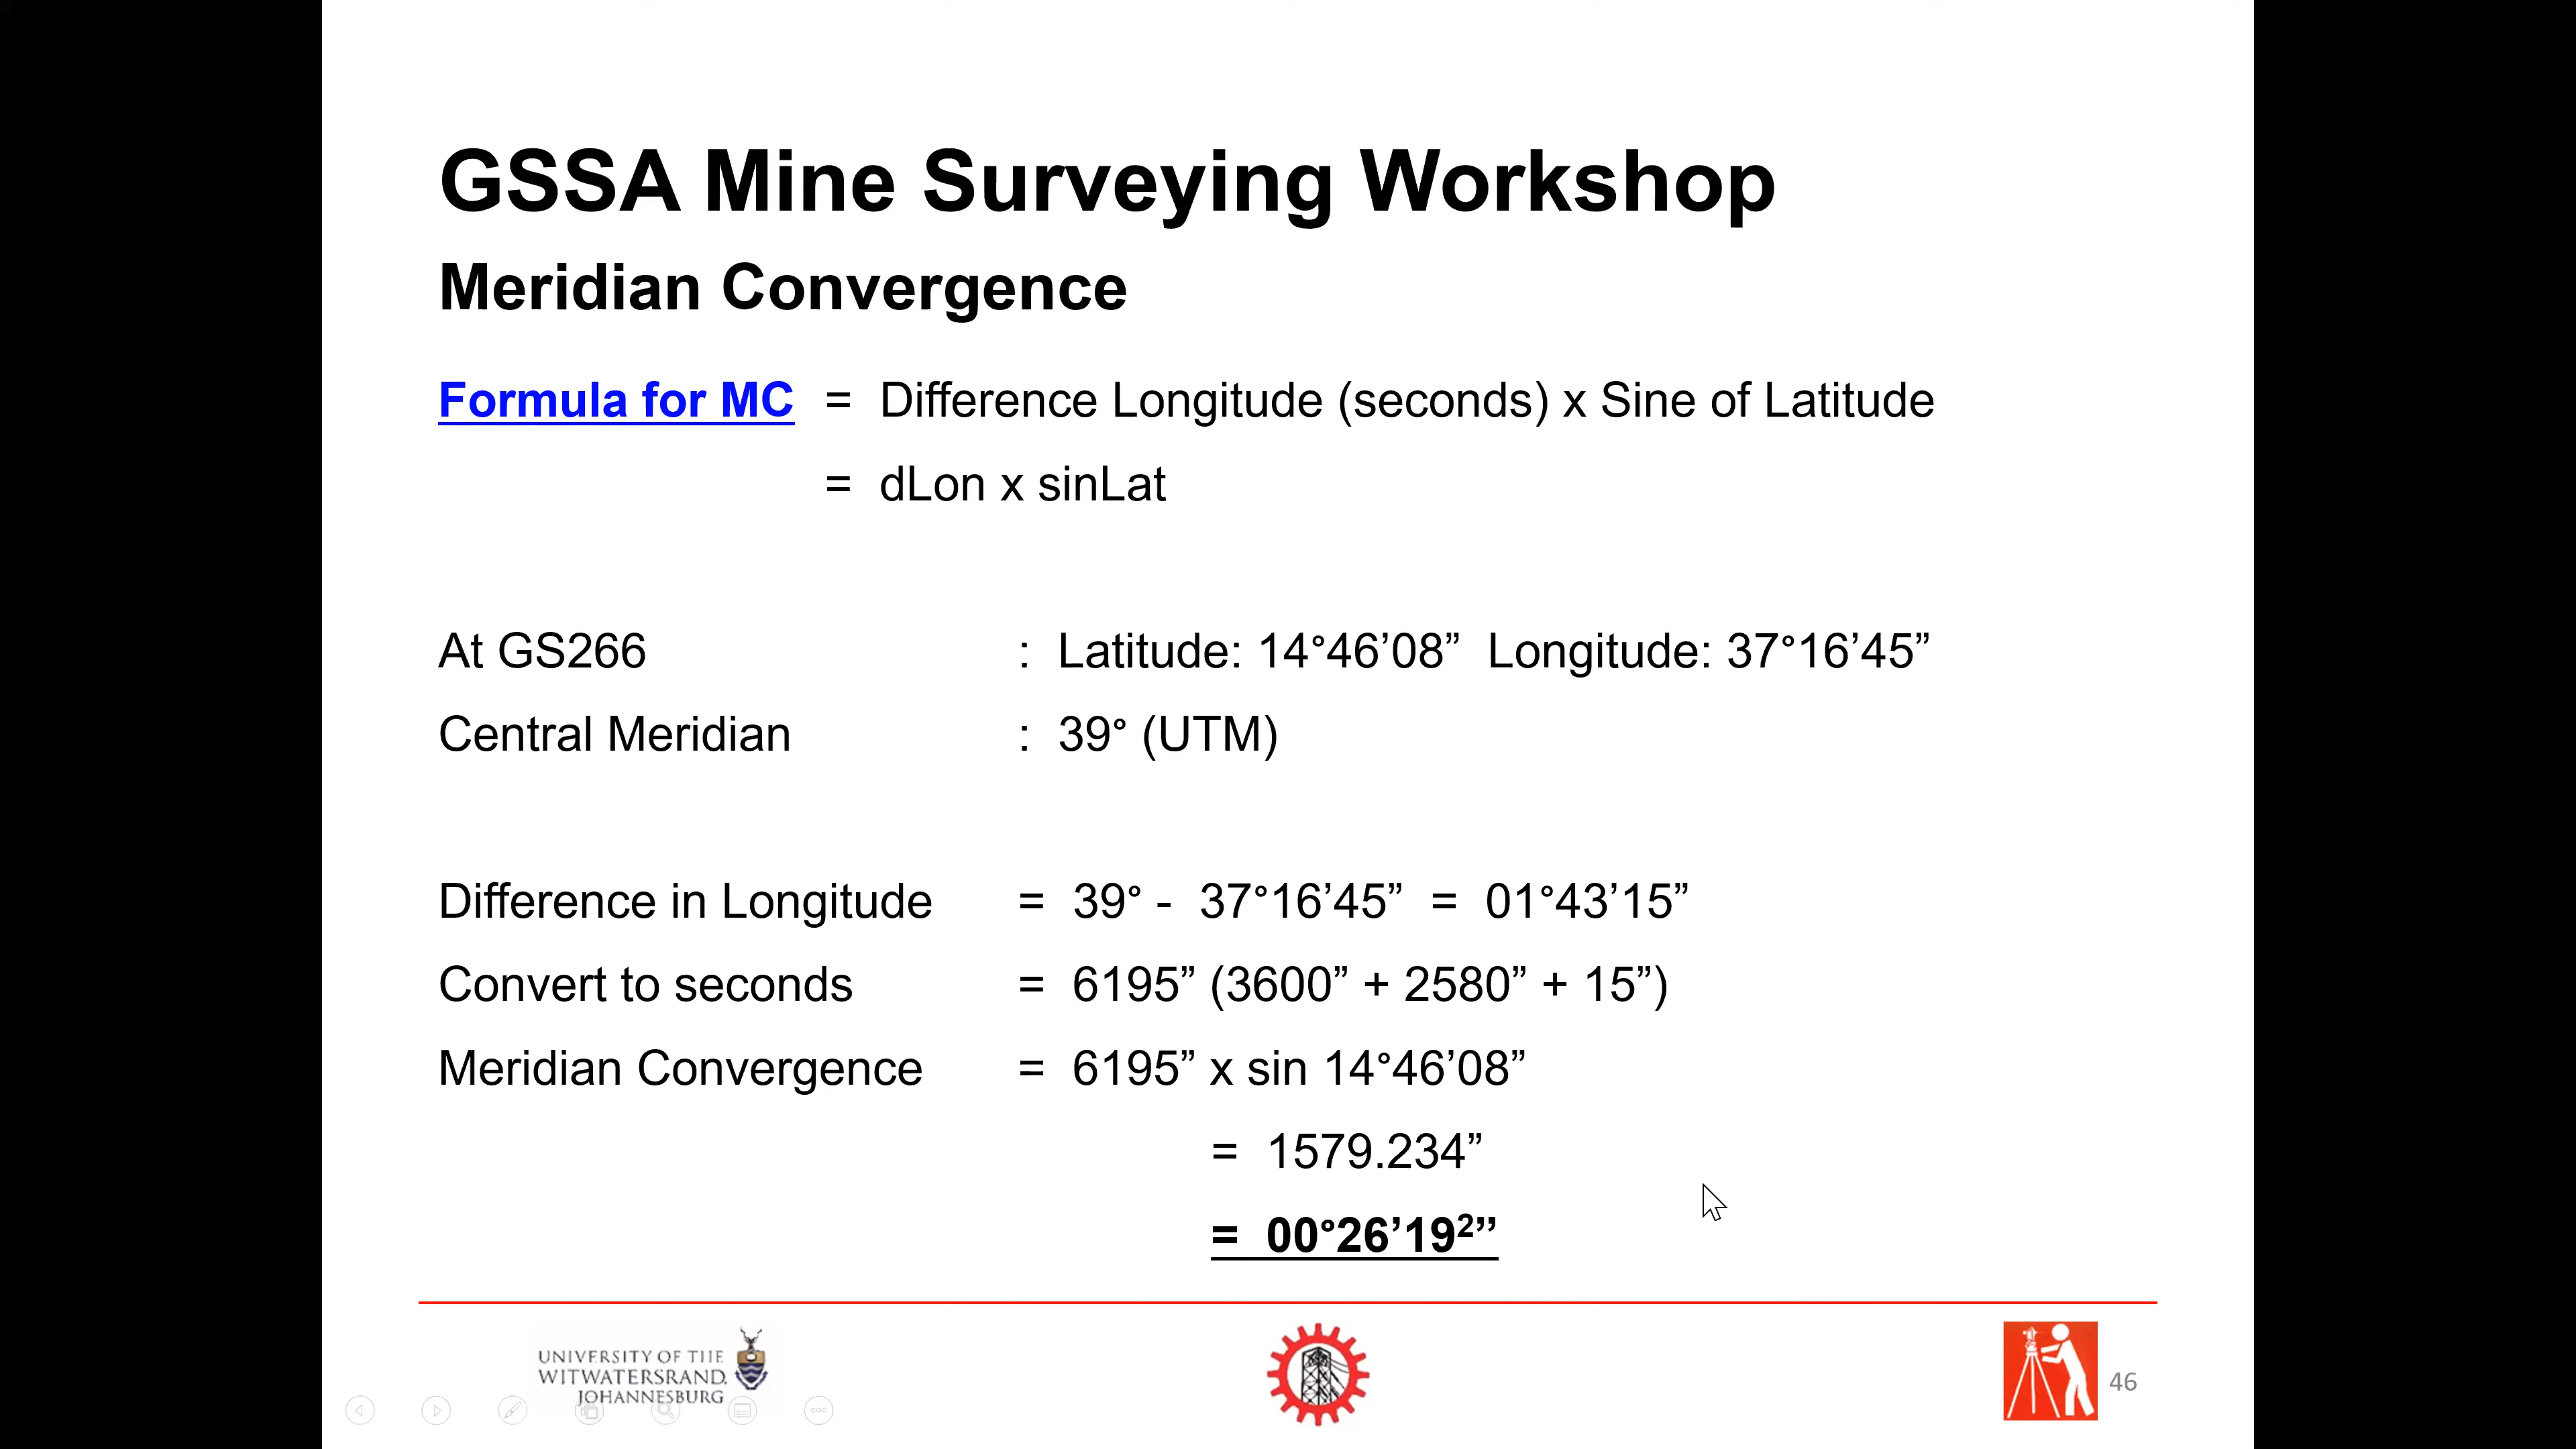 GSSA Mine Surveying Workshop
Meridian Convergence
Formula for MC = Difference Longitude (seconds) x Sine of Latitude
= dLon x sinLat
At GS266 : Latitude: 14°46’08” Longitude: 37°16’45”
Central Meridian : 39° (UTM)
Difference in Longitude = 39° - 37°16’45” = 01°43’15”
Convert to seconds = 6195” (3600” + 2580” + 15”)
Meridian Convergence = 6195” x sin 14°46’08”
= 1579.234”
= 00°26’19²”
UNIVERSITY OF THE
WITWATERSRAND,
JOHANNESBURG
46